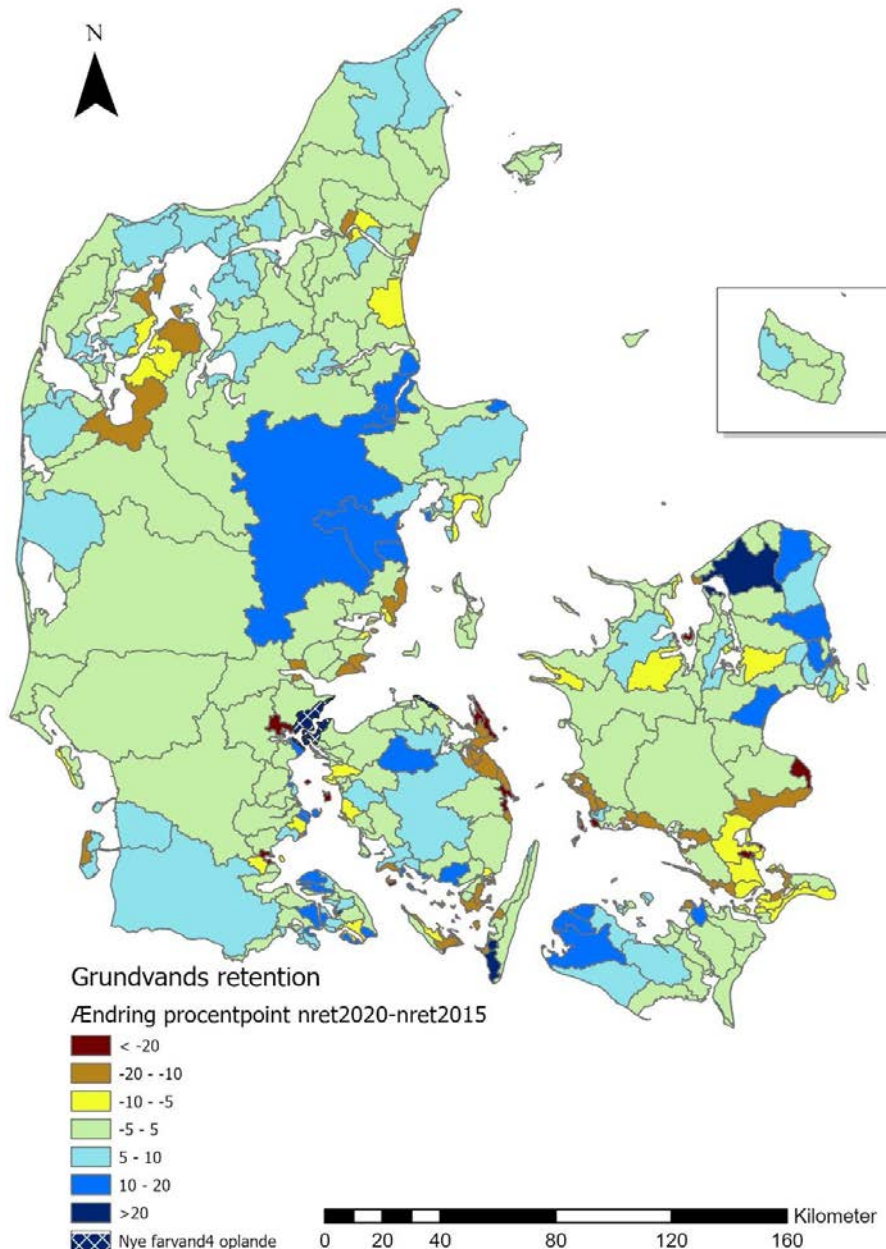 N
Grundvands retention
Ændring procentpoint nret2020-nret2015
< -20
-20 - -10
-10 - -5
-5 - 5
5 - 10
10 - 20
>20
Nye farvand4 oplande
Kilometer
0 20 40 80 120 160